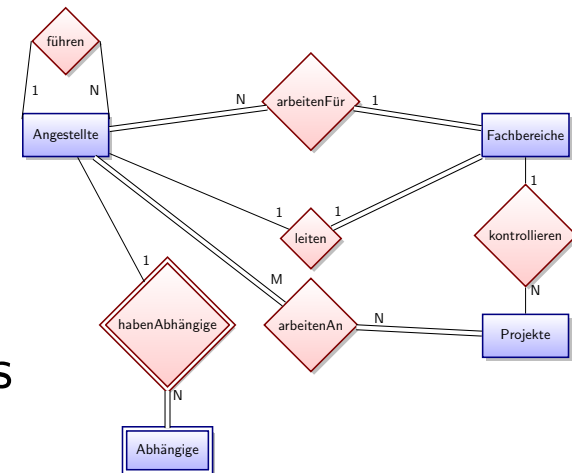 führen
1 N
N arbeitenFür 1
Angestellte Fachbereiche
1 leiten 1
1
kontrollieren
1 M
habenAbhängige arbeitenAn N
N Projekte
s
N
Abhängige